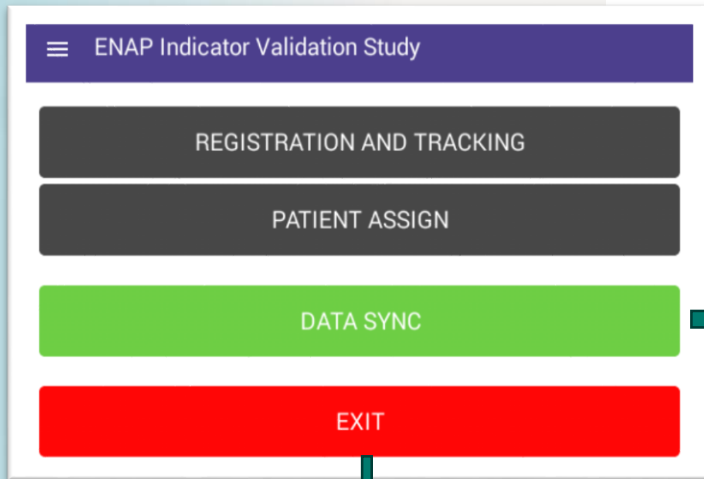 ENAP Indicator Validation Study
REGISTRATION AND TRACKING
PATIENT ASSIGN
DATA SYNC
EXIT